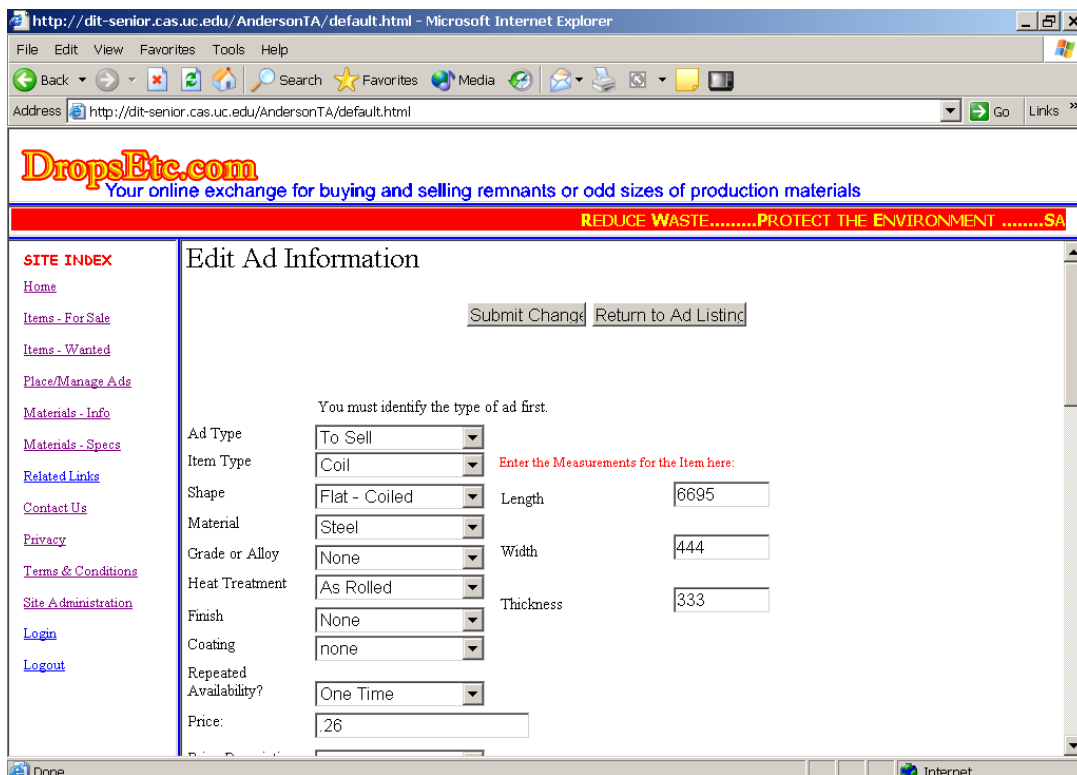 http://dit-senior.cas.uc.edu/AndersonTA/default.html - Microsoft Internet Explorer
File Edit View Favorites Tools Help
Back Search Favorites Media
Address http://dit-senior.cas.uc.edu/AndersonTA/default.html Go Links »
DropsEtc.com
Your online exchange for buying and selling remnants or odd sizes of production materials
REDUCE WASTE.........PROTECT THE ENVIRONMENT ........SA
SITE INDEX
Home
Items - For Sale
Items - Wanted
Place/Manage Ads
Materials - Info
Materials - Specs
Related Links
Contact Us
Privacy
Terms & Conditions
Site Administration
Login
Logout
Edit Ad Information
Submit Change Return to Ad Listing
You must identify the type of ad first.
Ad Type To Sell
Item Type Coil Enter the Measurements for the Item here:
Shape Flat - Coiled Length 6695
Material Steel
Grade or Alloy None Width 444
Heat Treatment As Rolled
Thickness 333
Finish None
Coating none
Repeated
Availability? One Time
Price: .26
Done Internet